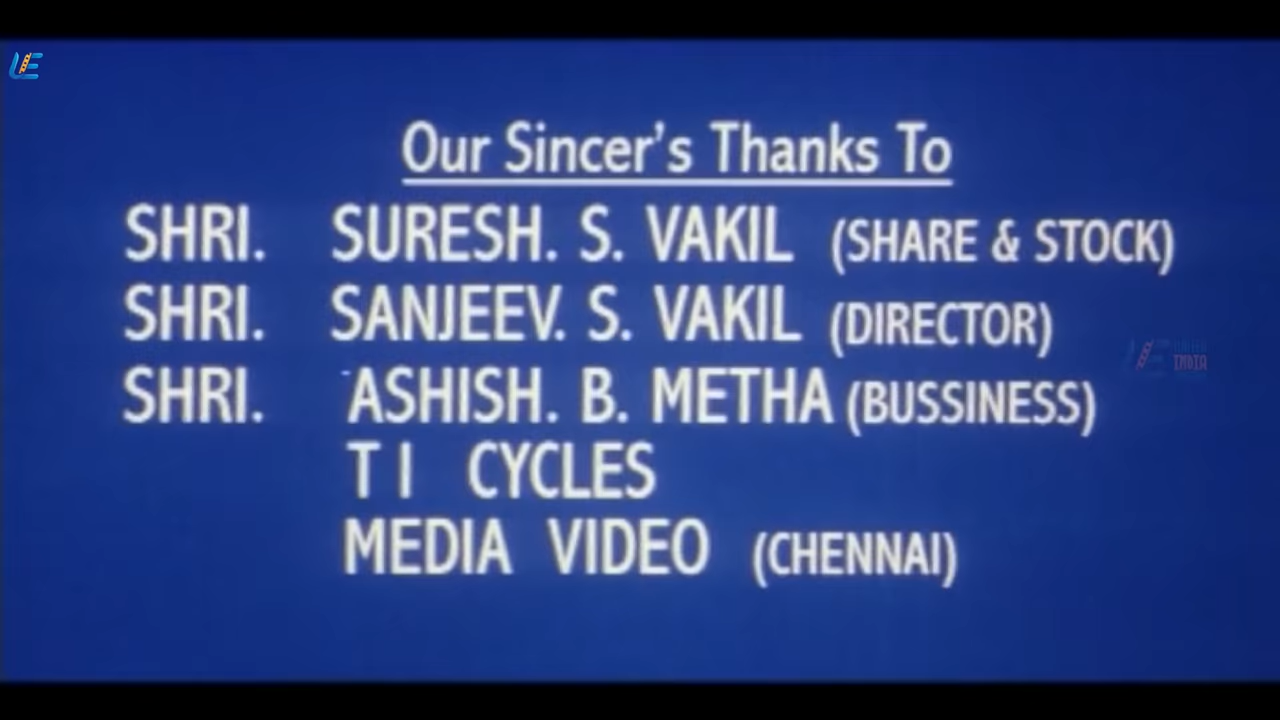 Our Sincer's Thanks To
SHRI. SURESH. S. VAKIL (SHARE & STOCK)
SHRI. SANJEEV. S. VAKIL (DIRECTOR)
SHRI. ASHISH. B. METHA (BUSSINESS)
T I CYCLES
MEDIA VIDEO (CHENNAI)
INDIA